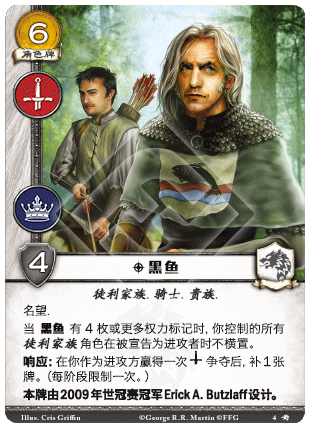 6
角色牌
4
黑鱼
徒利家族. 骑士. 贵族.
名望.
当 黑鱼 有 4 枚或更多权力标记时, 你控制的所有
徒利家族 角色在被宣告为进攻者时不横置。
响应: 在你作为进攻方赢得一次 争夺后, 补 1 张
牌。(每阶段限制一次。)
本牌由2009年世冠赛冠军Erick A. Butzlaff设计。
Illus. Cris Griffin ©George R.R. Martin ©FFG 4